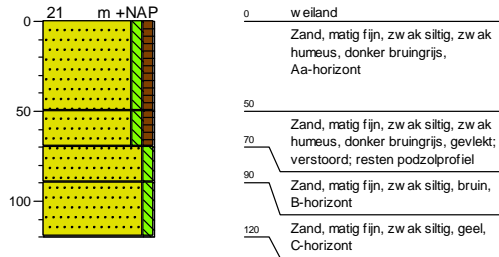 21 m +NAP
0
50
100
0 weiland
Zand, matig fijn, zwak siltig, zwak
humeus, donker bruingrijs,
Aa-horizont
50
Zand, matig fijn, zwak siltig, zwak
humeus, donker bruingrijs, gevlekt;
70
verstoord; resten podzolprofiel
90
Zand, matig fijn, zwak siltig, bruin,
B-horizont
120
Zand, matig fijn, zwak siltig, geel,
C-horizont